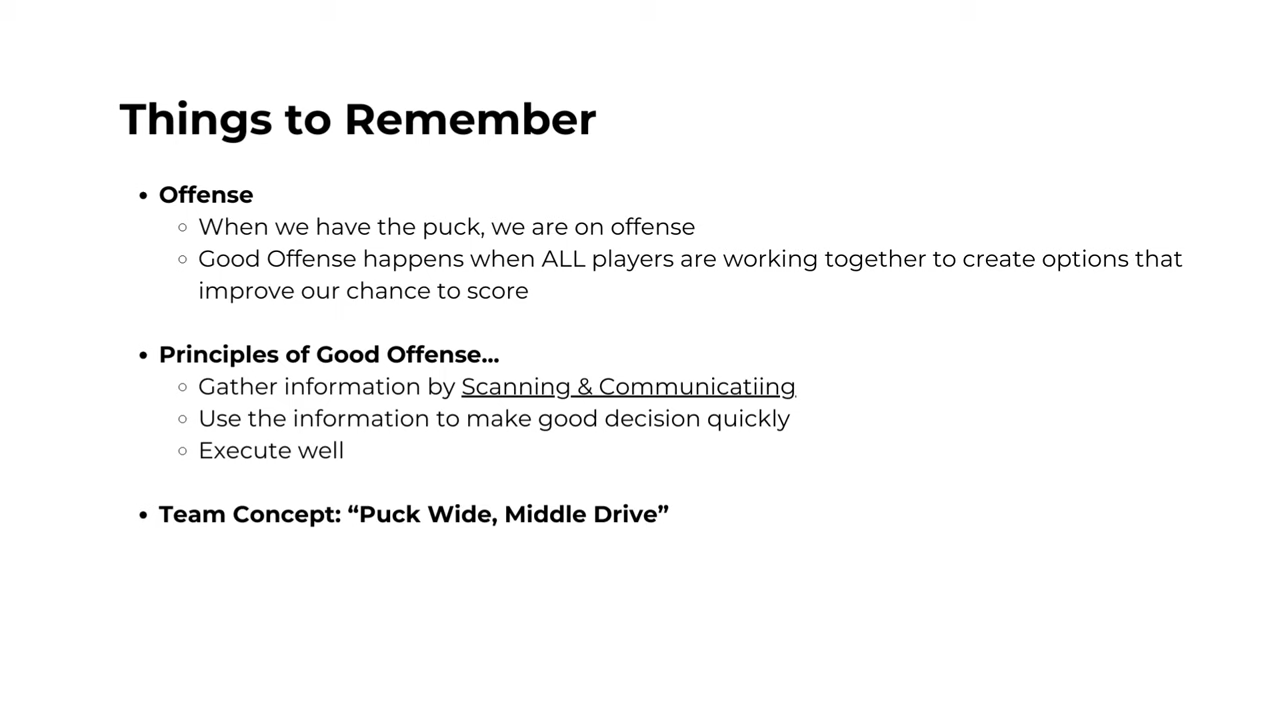 Things to Remember
• Offense
○ When we have the puck, we are on offense
○ Good Offense happens when ALL players are working together to create options that
improve our chance to score
• Principles of Good Offense...
○ Gather information by Scanning & Communicatiing
○ Use the information to make good decision quickly
○ Execute well
• Team Concept: “Puck Wide, Middle Drive”